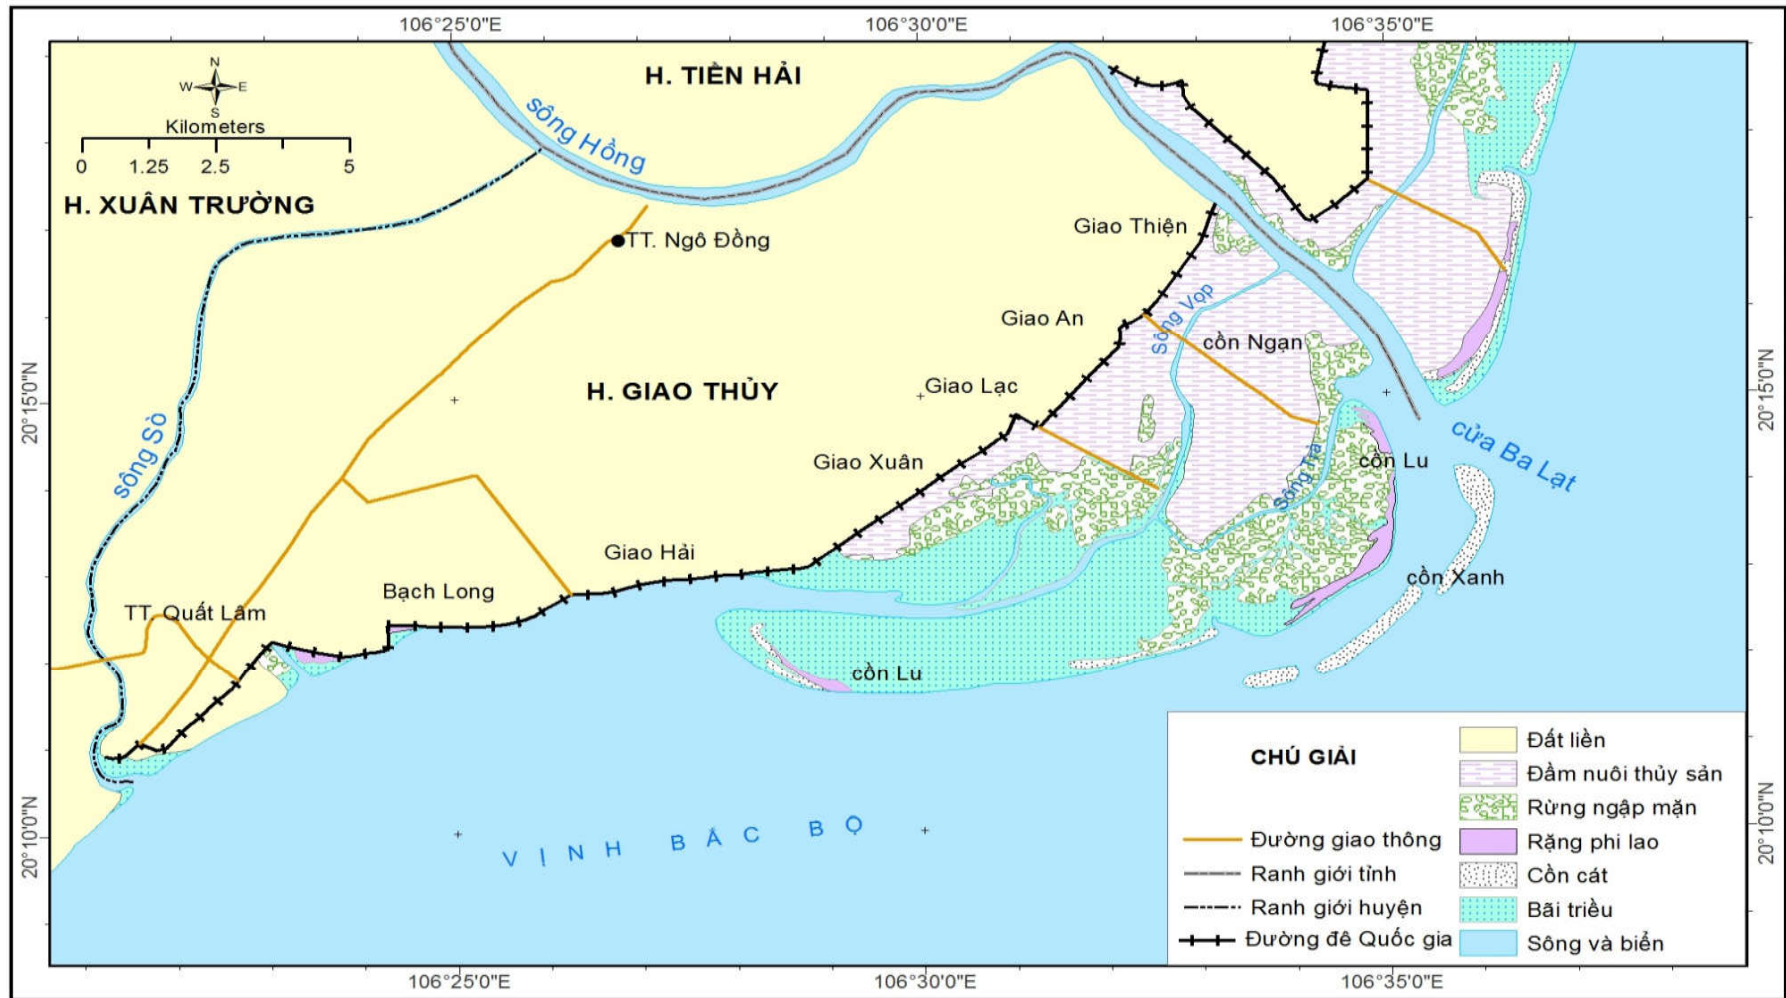 106°25'0"E
106°30'0"E
106°35'0"E
N
W E
S
Kilometers
0 1.25 2.5 5
H. TIỀN HẢI
sông Hồng
H. XUÂN TRƯỜNG
TT. Ngô Đồng
Giao Thiện
Sông Vọp
Giao An
cồn Ngạn
20°15'0"N
20°15'0"N
H. GIAO THỦY
Giao Lạc
sông Sò
Giao Xuân
cồn Lu
cửa Ba Lạt
Sông Trà
Giao Hải
Bạch Long
cồn Xanh
TT. Quất Lâm
cồn Lu
VỊNH BẮC BỘ
20°10'0"N
20°10'0"N
CHÚ GIẢI
Đường giao thông
Ranh giới tỉnh
Ranh giới huyện
Đường đê Quốc gia
Đất liền
Đầm nuôi thủy sản
Rừng ngập mặn
Rặng phi lao
Cồn cát
Bãi triều
Sông và biển
106°25'0"E
106°30'0"E
106°35'0"E